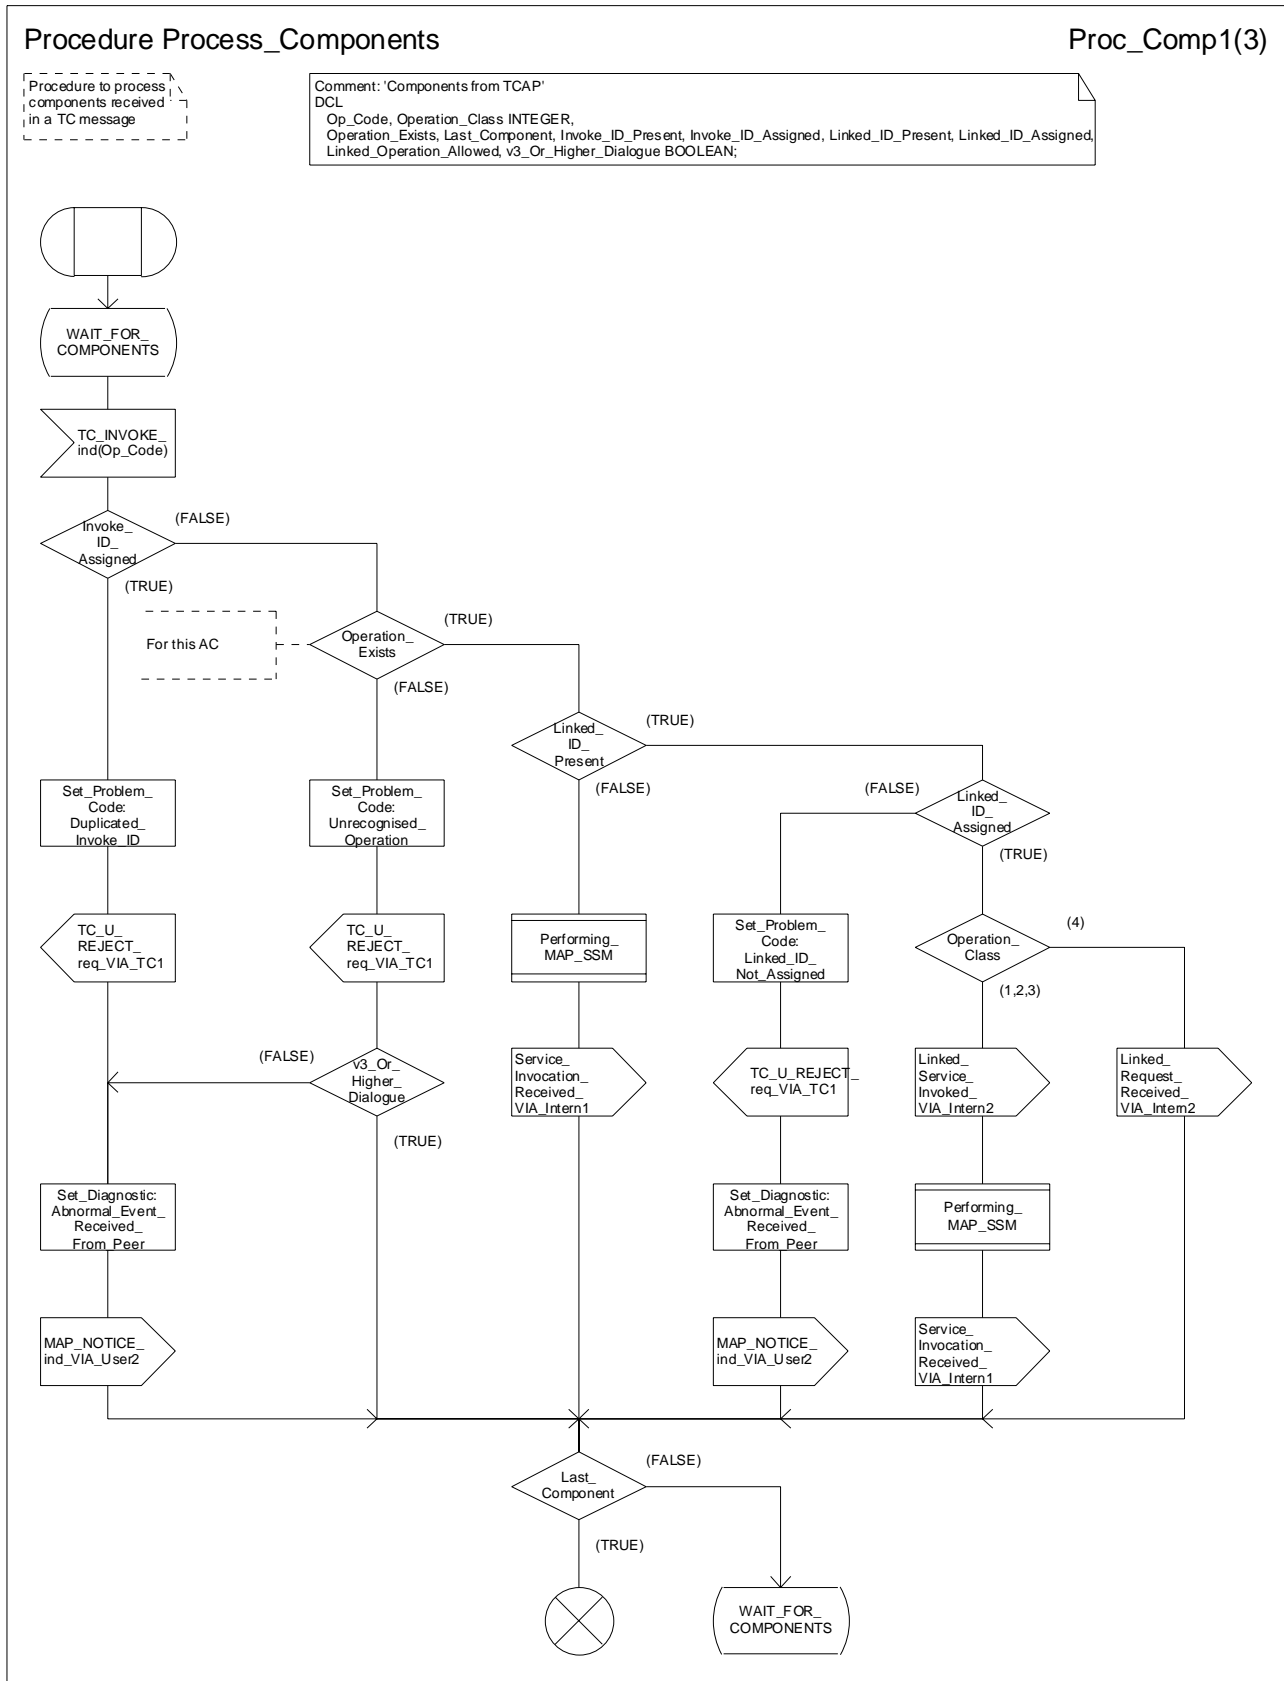 Procedure Process_Components
Proc_Comp1(3)
Procedure to process
components received
in a TC message
Comment: 'Components from TCAP'
DCL
Op_Code, Operation_Class INTEGER,
Operation_Exists, Last_Component, Invoke_ID_Present, Invoke_ID_Assigned, Linked_ID_Present, Linked_ID_Assigned,
Linked_Operation_Allowed, v3_Or_Higher_Dialogue BOOLEAN;
WAIT_FOR_
COMPONENTS
TC_INVOKE_
ind(Op_Code)
Invoke_
ID_
Assigned
(FALSE)
(TRUE)
For this AC
Operation_
Exists
(TRUE)
(FALSE)
Linked_
ID_
Present
(TRUE)
(FALSE)
Linked_
ID_
Assigned
(FALSE)
(TRUE)
Set_Problem_
Code:
Duplicated_
Invoke_ID
Set_Problem_
Code:
Unrecognised_
Operation
TC_U_
REJECT_
req_VIA_TC1
TC_U_
REJECT_
req_VIA_TC1
Performing_
MAP_SSM
Set_Problem_
Code:
Linked_ID_
Not_Assigned
Operation_
Class
(4)
(1,2,3)
(FALSE)
v3_Or_
Higher_
Dialogue
(TRUE)
Service_
Invocation_
Received_
VIA_Intern1
TC_U_REJECT_
req_VIA_TC1
Linked_
Service_
Invoked_
VIA_Intern2
Linked_
Request_
Received_
VIA_Intern2
Set_Diagnostic:
Abnormal_Event_
Received_
From_Peer
Set_Diagnostic:
Abnormal_Event_
Received_
From_Peer
Performing_
MAP_SSM
MAP_NOTICE_
ind_VIA_User2
MAP_NOTICE_
ind_VIA_User2
Service_
Invocation_
Received_
VIA_Intern1
Last_
Component
(FALSE)
(TRUE)
WAIT_FOR_
COMPONENTS